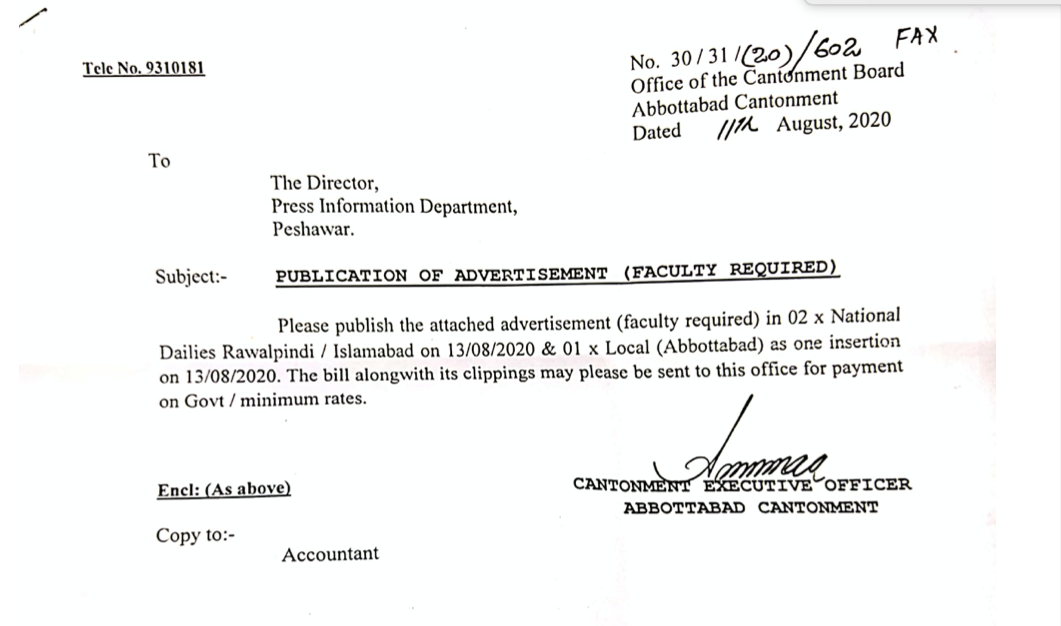 Tele No. 9310181
No. 30/31/(20)/602 FAX
Office of the Cantonment Board
Abbottabad Cantonment
Dated 11th August, 2020
To
The Director,
Press Information Department,
Peshawar.
Subject:- PUBLICATION OF ADVERTISEMENT (FACULTY REQUIRED)
Please publish the attached advertisement (faculty required) in 02 x National
Dailies Rawalpindi / Islamabad on 13/08/2020 & 01 x Local (Abbottabad) as one insertion
on 13/08/2020. The bill alongwith its clippings may please be sent to this office for payment
on Govt / minimum rates.
CANTONMENT EXECUTIVE OFFICER
ABBOTTABAD CANTONMENT
Encl: (As above)
Copy to:-
Accountant